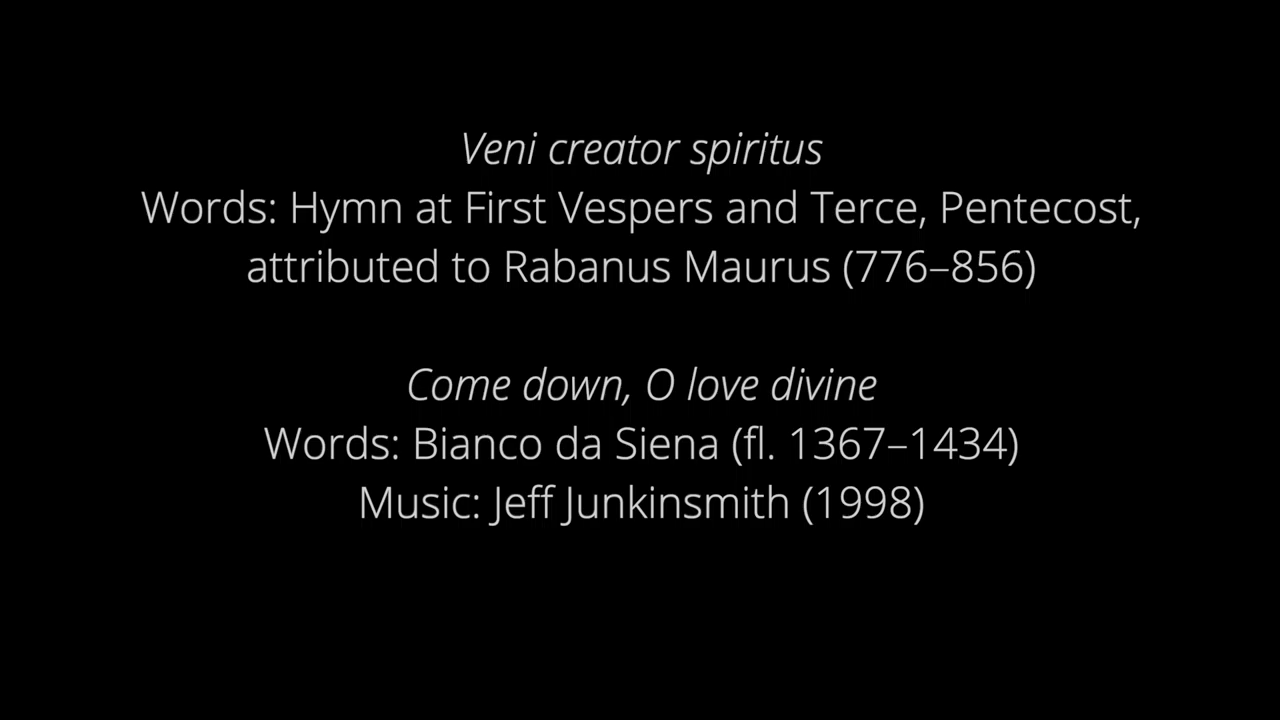 Veni creator spiritus
Words: Hymn at First Vespers and Terce, Pentecost,
attributed to Rabanus Maurus (776–856)
Come down, O love divine
Words: Bianco da Siena (fl. 1367–1434)
Music: Jeff Junkinsmith (1998)